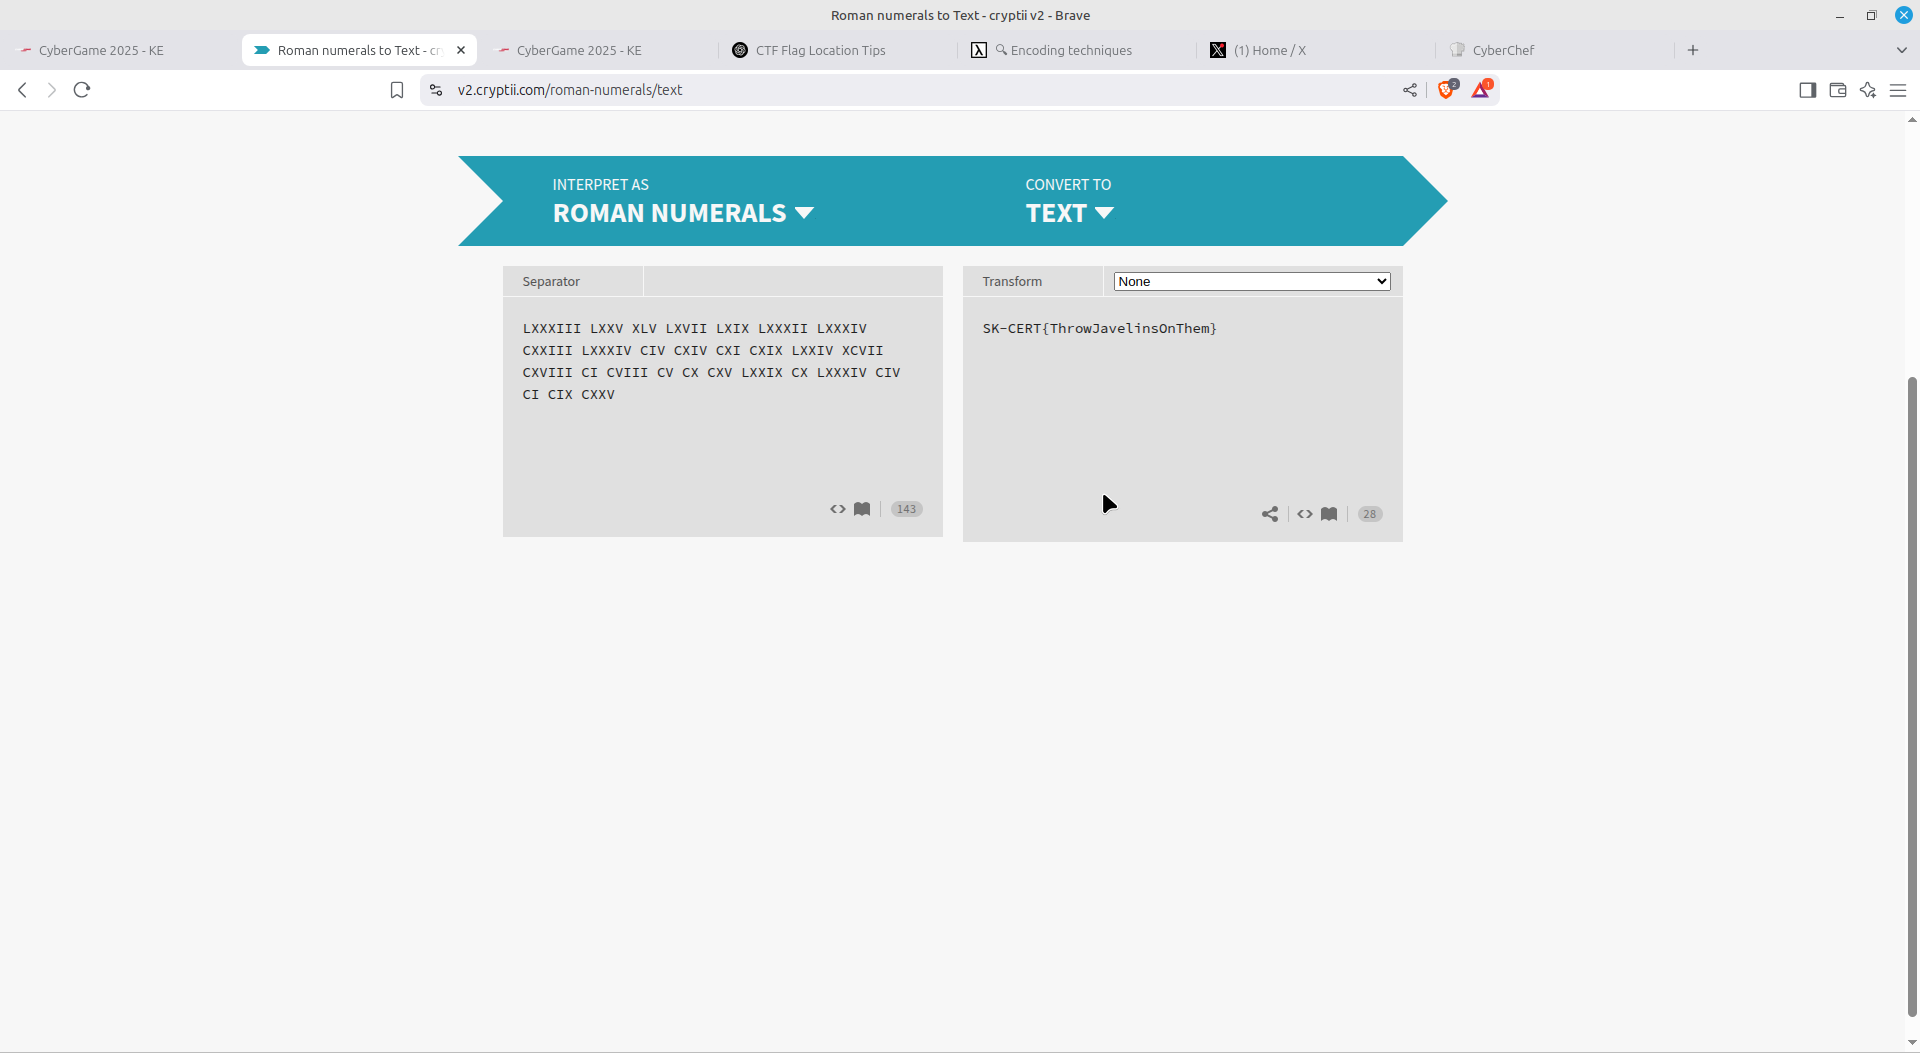 Roman numerals to Text - cryptii v2 - Brave
CyberGame 2025 - KE
Roman numerals to Text - cr
CyberGame 2025 - KE
CTF Flag Location Tips
Encoding techniques
(1) Home / X
CyberChef
v2.cryptii.com/roman-numerals/text
2
1
INTERPRET AS
ROMAN NUMERALS
CONVERT TO
TEXT
Separator
LXXXIII LXXV XLV LXVII LXIX LXXXII LXXXIV
CXXIII LXXXIV CIV CXIV CXI CXIX LXXIV XCVII
CXVIII CI CVIII CV CX CXV LXXIX CX LXXXIV CIV
CI CIX CXXV
143
Transform
None
SK-CERT{ThrowJavelinsOnThem}
28